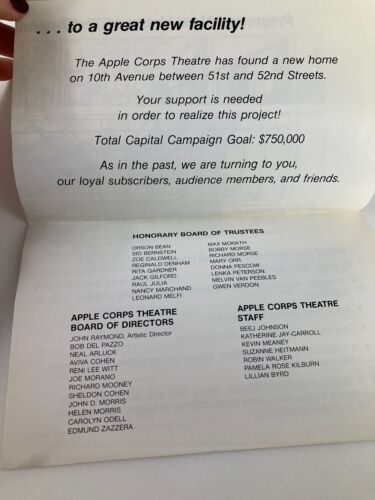 . . . to a great new facility!
The Apple Corps Theatre has found a new home
on 10th Avenue between 51st and 52nd Streets.
Your support is needed
in order to realize this project!
Total Capital Campaign Goal: $750,000
As in the past, we are turning to you,
our loyal subscribers, audience members, and friends.
HONORARY BOARD OF TRUSTEES
ORSON BEAN
SID BERNSTEIN
ZOE CALDWELL
REGINALD DENHAM
RITA GARDNER
JACK GILFORD
RAUL JULIA
NANCY MARCHAND
LEONARD MELFI
MAX MORATH
BOBBY MORSE
RICHARD MORSE
MARY ORR
DONNA PESCOW
LENKA PETERSON
MELVIN VAN PEEBLES
GWEN VERDON
APPLE CORPS THEATRE
BOARD OF DIRECTORS
JOHN RAYMOND, Artistic Director
BOB DEL PAZZO
NEAL ARLUCK
AVIVA COHEN
RENI LEE WITT
JOE MORANO
RICHARD MOONEY
SHELDON COHEN
JOHN D. MORRIS
HELEN MORRIS
CAROLYN ODELL
EDMUND ZAZZERA
APPLE CORPS THEATRE
STAFF
BEEJ JOHNSON
KATHERINE JAY-CARROLL
KEVIN MEANEY
SUZANNE HEITMANN
ROBIN WALKER
PAMELA ROSE KILBURN
LILLIAN BYRD